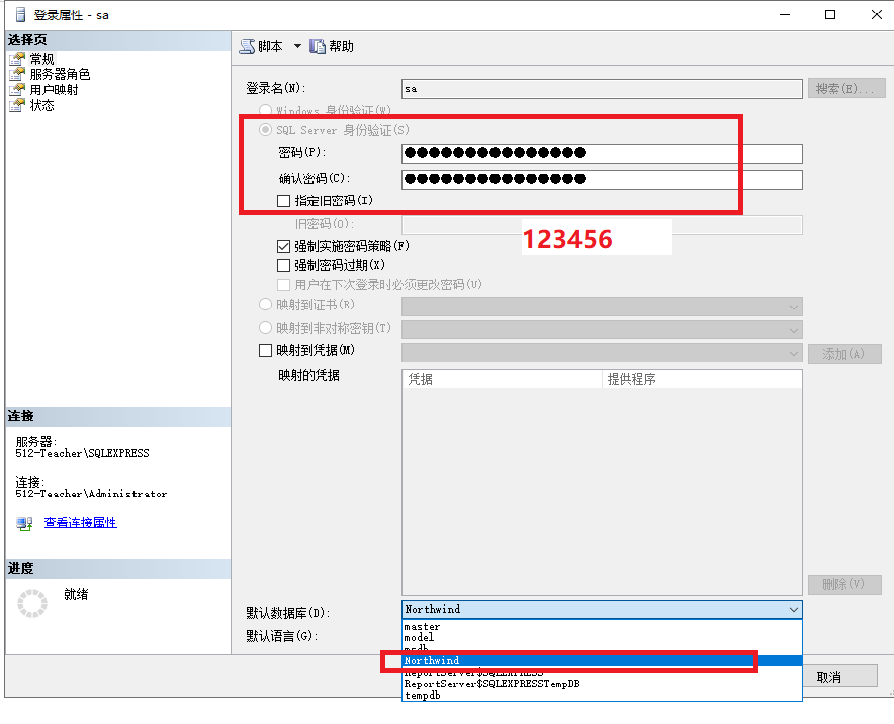 登录属性 - sa
选择页
常规
服务器角色
用户映射
状态
脚本
帮助
登录名(N):
sa
搜索(E)...
Windows 身份验证(W)
SQL Server 身份验证(S)
密码(P):
●●●●●●●●●●●●●●●
确认密码(C):
●●●●●●●●●●●●●●●
指定旧密码(I)
旧密码(O):
123456
强制实施密码策略(F)
强制密码过期(X)
用户在下次登录时必须更改密码(U)
映射到证书(R)
映射到非对称密钥(T)
映射到凭据(M)
添加(A)
映射的凭据
凭据
提供程序
连接
服务器:
512-Teacher\SQLEXPRESS
连接:
512-Teacher\Administrator
查看连接属性
进度
就绪
删除(V)
默认数据库(D):
Northwind
默认语言(G):
master
model
msdb
Northwind
ReportServer$SQLEXPRESS
ReportServer$SQLEXPRESSTempDB
tempdb
取消